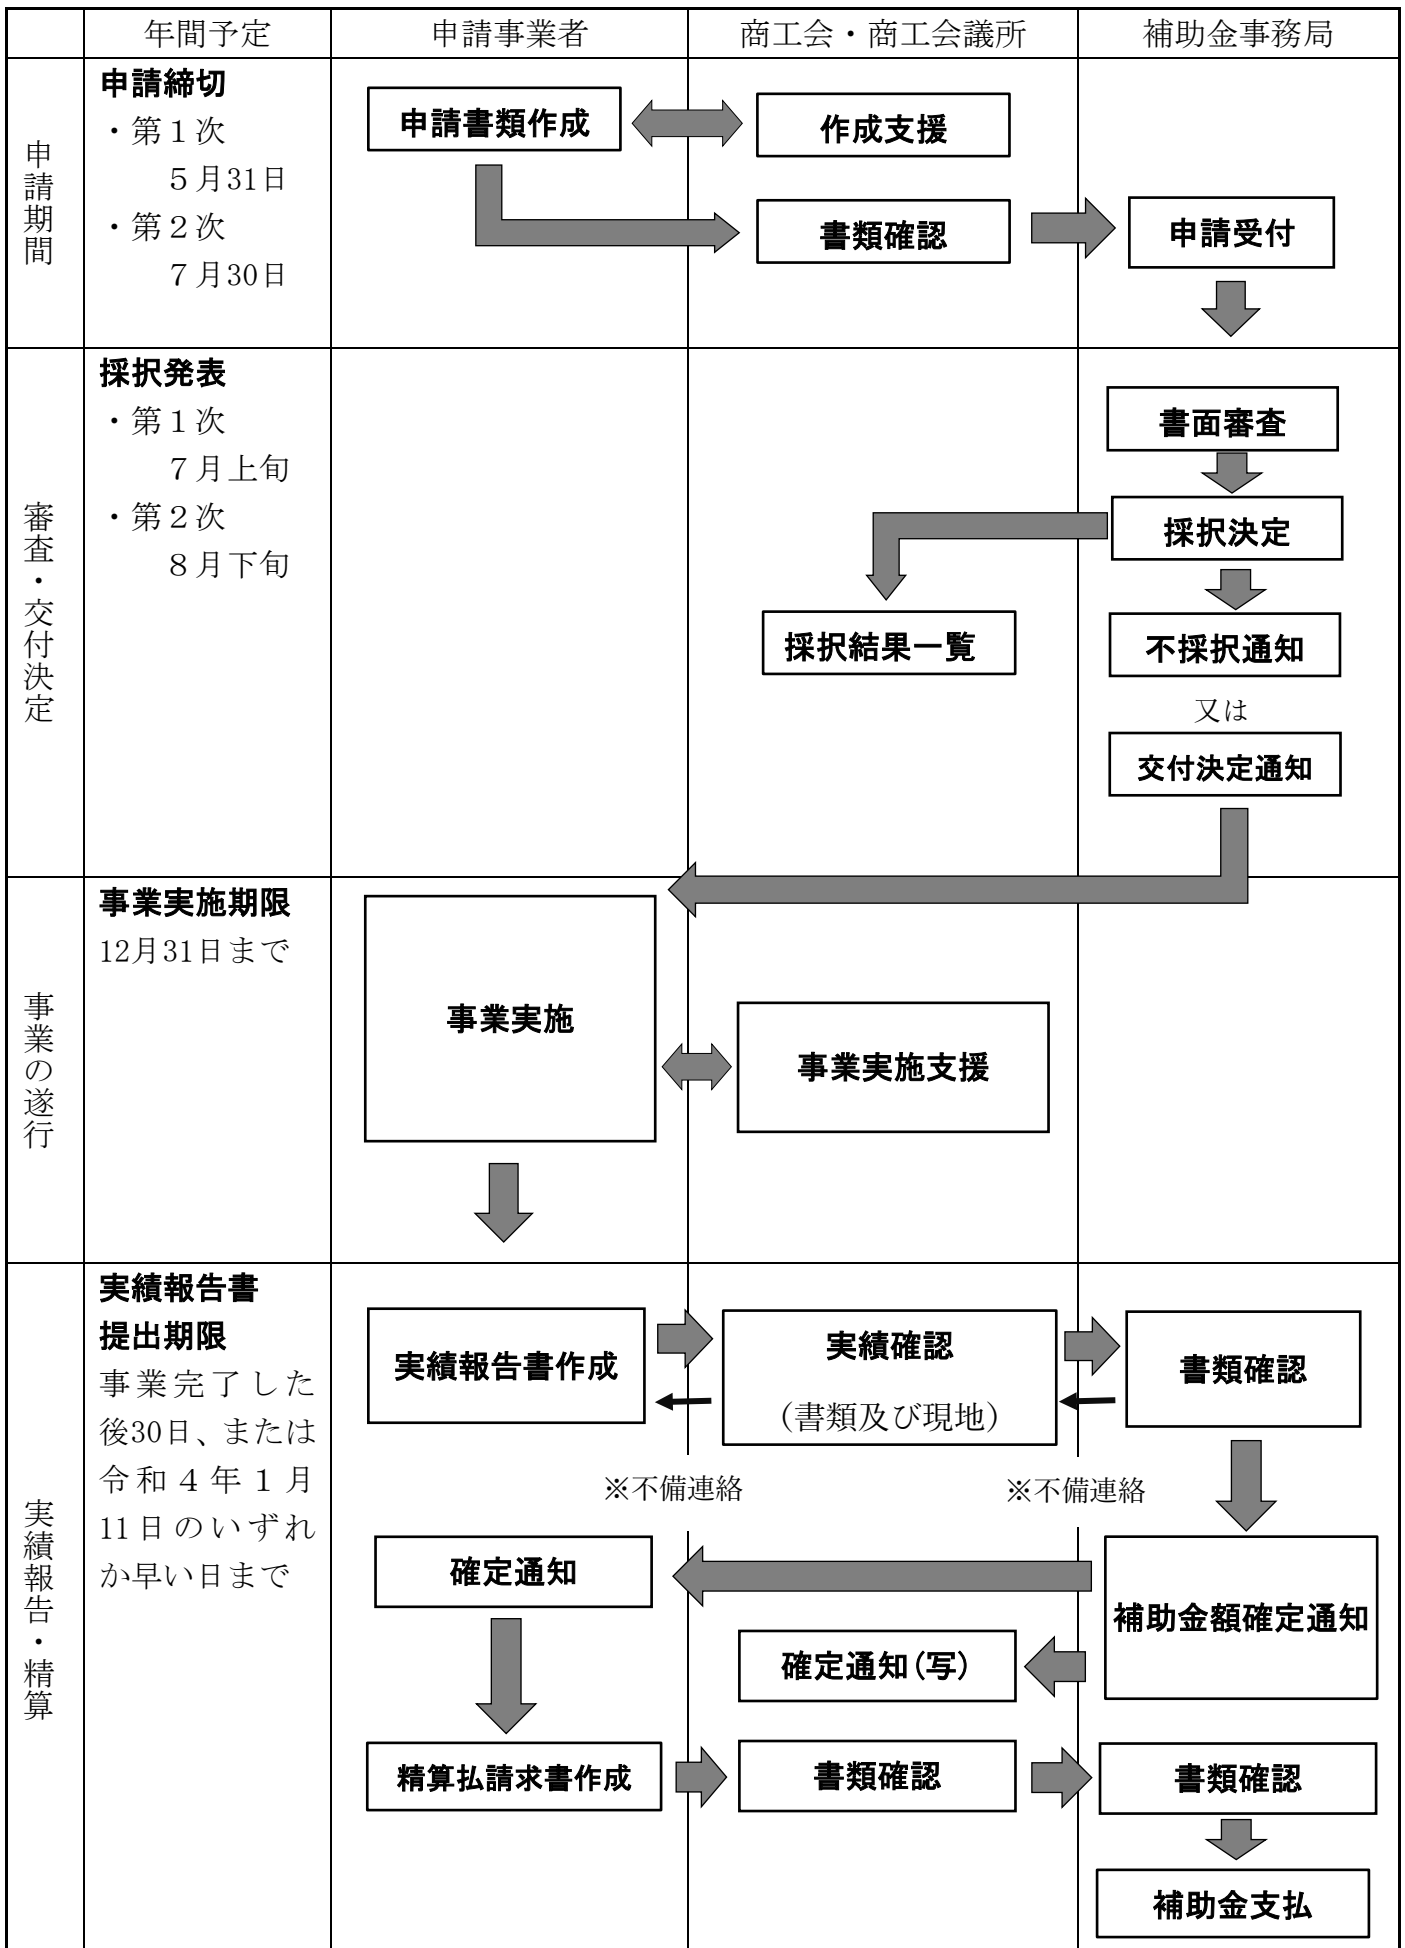 年間予定
申請事業者
商工会・商工会議所
補助金事務局
申請期間
申請締切
・第１次
５月31日
・第２次
７月30日
申請書類作成
作成支援
書類確認
申請受付
審査・交付決定
採択発表
・第１次
７月上旬
・第２次
８月下旬
書面審査
採択決定
採択結果一覧
不採択通知
又は
交付決定通知
事業の遂行
事業実施期限
12月31日まで
事業実施
事業実施支援
実績報告・精算
実績報告書
提出期限
事業完了した
後30日、または
令和４年１月
11日のいずれ
か早い日まで
実績報告書作成
実績確認
（書類及び現地）
書類確認
※不備連絡
※不備連絡
確定通知
補助金額確定通知
確定通知（写）
精算払請求書作成
書類確認
書類確認
補助金支払